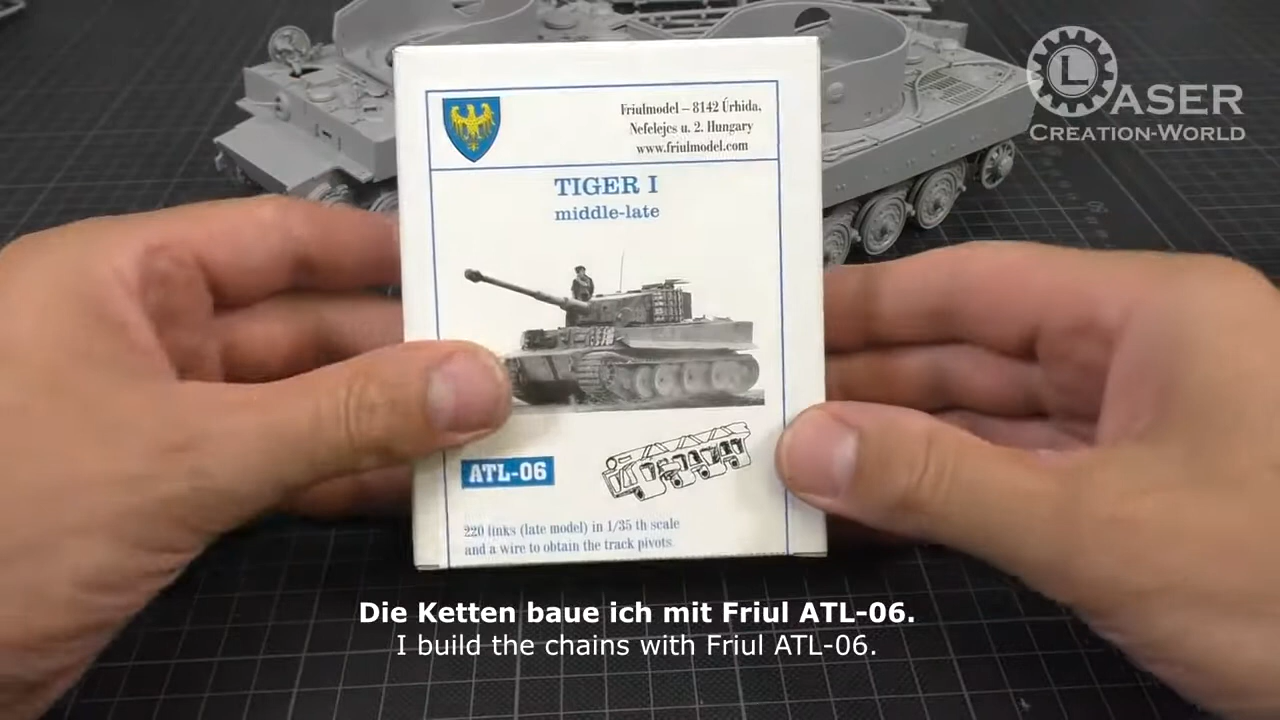 LASER
CREATION-WORLD
Friulmodel – 8142 Úrhida,
Nefelejcs u. 2. Hungary
www.friulmodel.com
TIGER I
middle-late
ATL-06
220 links (late model) in 1/35 th scale
and a wire to obtain the track pivots.
Die Ketten baue ich mit Friul ATL-06.
I build the chains with Friul ATL-06.